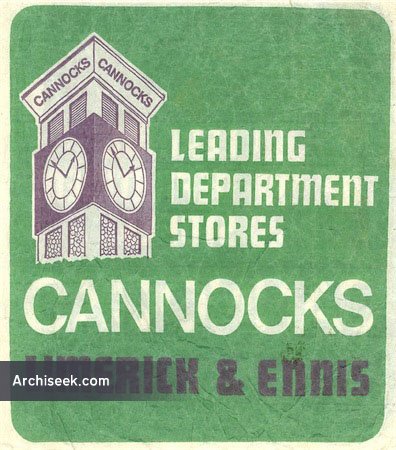 CANNOCKS CANNOCKS
LEADING
DEPARTMENT
STORES
CANNOCKS
LIMERICK & ENNIS
Archiseek.com